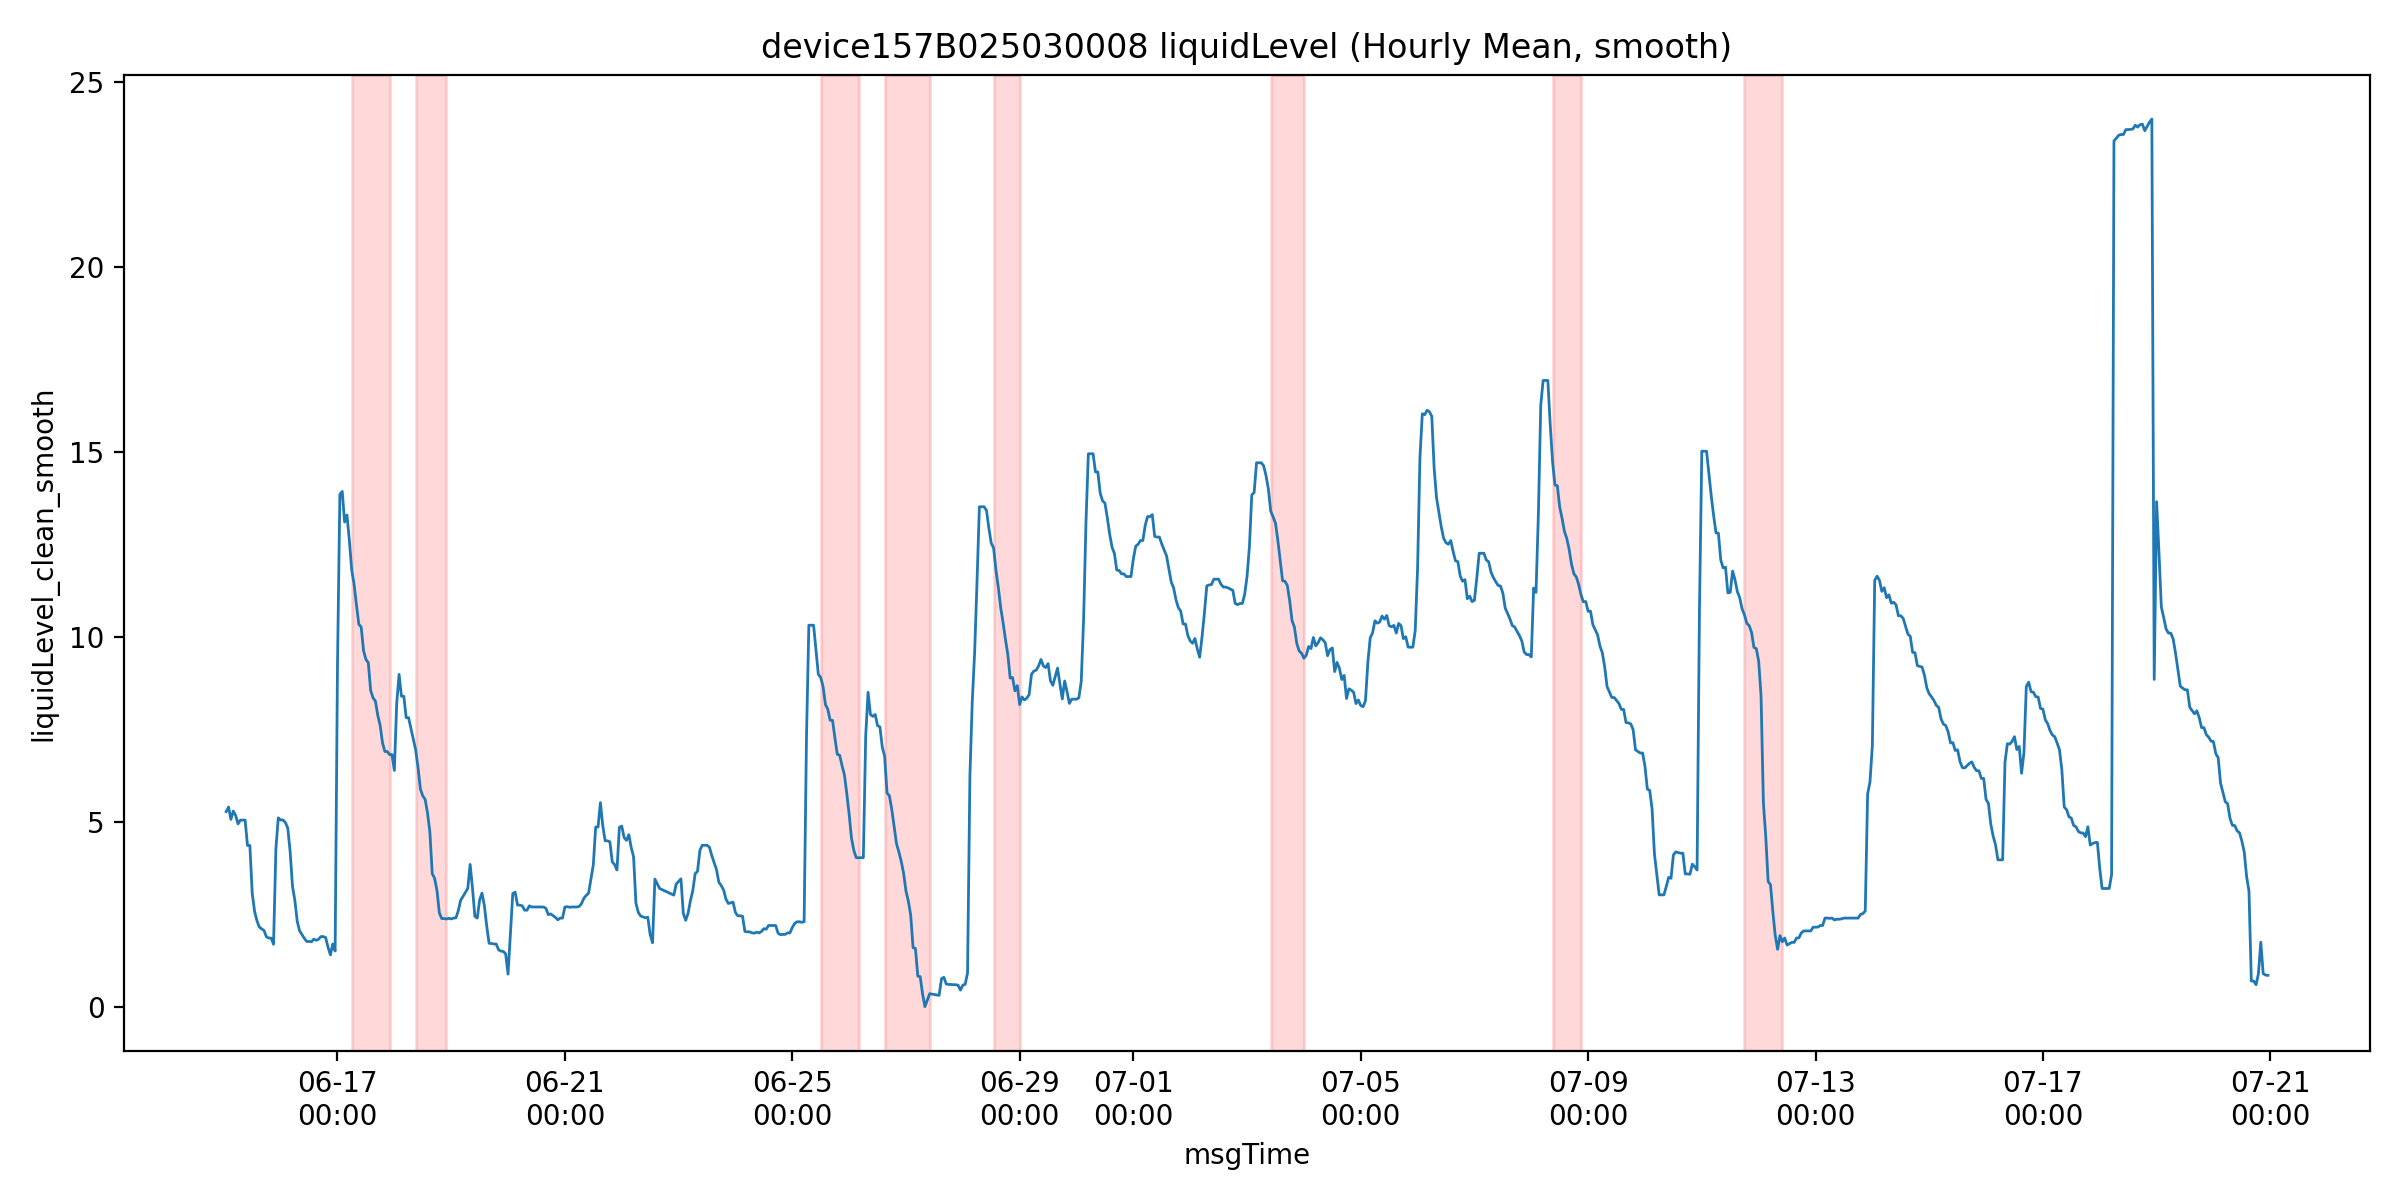 device157B025030008 liquidLevel (Hourly Mean, smooth)
liquidLevel_clean_smooth
25
20
15
10
5
0
06-17 06-21 06-25 06-29 07-01 07-05 07-09 07-13 07-17 07-21
00:00 00:00 00:00 00:00 00:00 00:00 00:00 00:00 00:00 00:00
msgTime